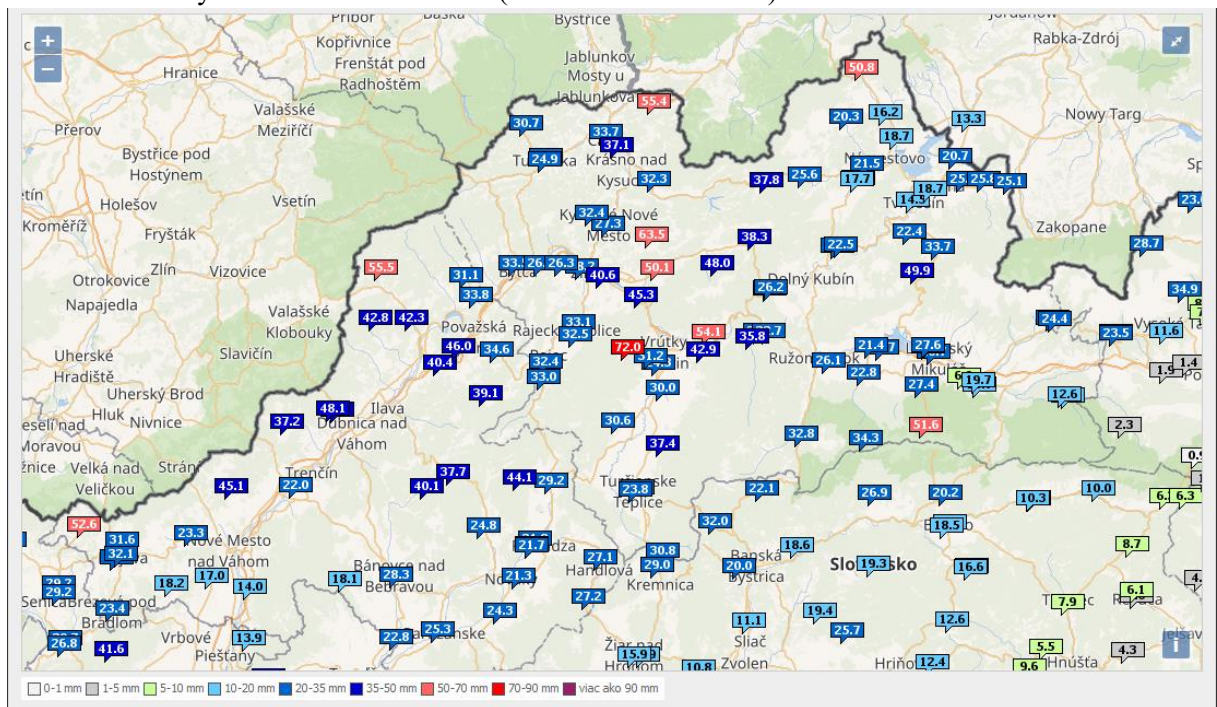 Příbor
Baška
Bystřice
Jordanów
Kopřivnice
Rabka-Zdrój
+
−
Hranice
Frenštát pod
Radhoštěm
Jablunkov
Mosty u
Jablunkova
50.8
55.4
Valašské
Meziříčí
30.7
33.7
37.1
20.3
16.2
13.3
18.7
Nowy Targ
Přerov
Bystřice pod
Hostýnem
24.9
Krásno nad
Kysuc
32.3
37.8
25.6
21.5
17.7
20.7
25.1
18.7
Holešov
Vsetín
Kroměříž
Fryšták
32.4
27.3
Město
63.5
38.3
22.4
22.5
33.7
Zakopane
28.7
Zlín
Vizovice
Otrokovice
Napajedla
55.5
31.1
33.8
26.3
40.6
50.1
45.3
48.0
Dolný Kubín
26.2
49.9
34.9
Valašské
Klobouky
42.8
42.3
Považská
33.1
32.5
54.1
42.9
35.8
24.4
23.5
11.6
Slavičín
46.0
40.4
34.6
32.4
33.0
72.0
30.0
26.1
21.4
27.6
22.8
27.4
19.7
1.4
Uherské
Hradiště
Uherský Brod
Hluk
Nivnice
39.1
12.6
37.2
48.1
Ilava
Dubnica nad
Váhom
30.6
37.4
32.8
34.3
51.6
2.3
Velká nad
Veličkou
Trenčín
45.1
22.0
37.7
40.1
44.1
29.2
Turčianske
Teplice
23.8
22.1
26.9
20.2
10.3
10.0
6.3
52.6
31.6
32.1
23.3
Nové Mesto
nad Váhom
24.8
21.7
32.0
18.5
18.6
8.7
27.1
Handlová
30.8
29.0
Kremnica
Banská
Bystrica
20.0
Slovensko
19.3
16.6
29.2
18.2
17.0
14.0
18.1
Bánovce nad
Bebravou
28.3
21.3
27.2
23.4
Bradlom
24.3
7.9
6.1
26.8
41.6
Vrbové
13.9
Piešťany
22.8
25.3
11.1
Sliač
19.4
25.7
12.6
5.5
4.3
15.9
10.8
Zvolen
12.4
9.6
Hnúšťa
i
0-1 mm 1-5 mm 5-10 mm 10-20 mm 20-35 mm 35-50 mm 50-70 mm 70-90 mm viac ako 90 mm